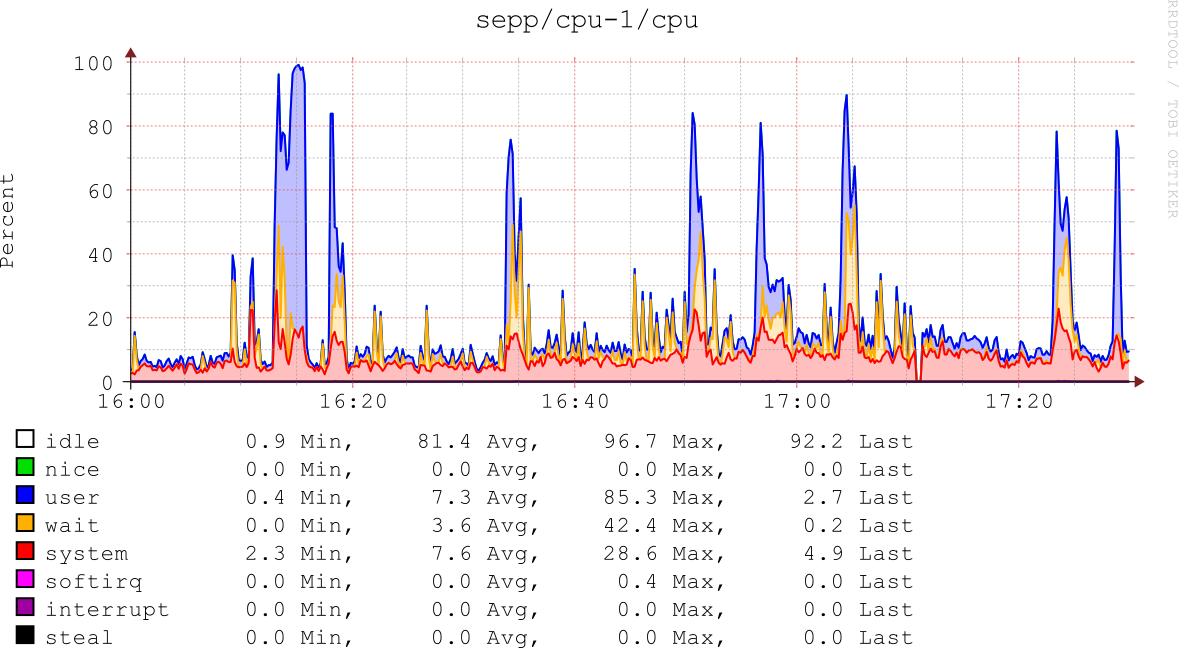 sepp/cpu-1/cpu
RRDTOOL / TOBI OETIKER
Percent
100
80
60
40
20
0
16:00 16:20 16:40 17:00 17:20
idle 0.9 Min, 81.4 Avg, 96.7 Max, 92.2 Last
nice 0.0 Min, 0.0 Avg, 0.0 Max, 0.0 Last
user 0.4 Min, 7.3 Avg, 85.3 Max, 2.7 Last
wait 0.0 Min, 3.6 Avg, 42.4 Max, 0.2 Last
system 2.3 Min, 7.6 Avg, 28.6 Max, 4.9 Last
softirq 0.0 Min, 0.0 Avg, 0.4 Max, 0.0 Last
interrupt 0.0 Min, 0.0 Avg, 0.0 Max, 0.0 Last
steal 0.0 Min, 0.0 Avg, 0.0 Max, 0.0 Last